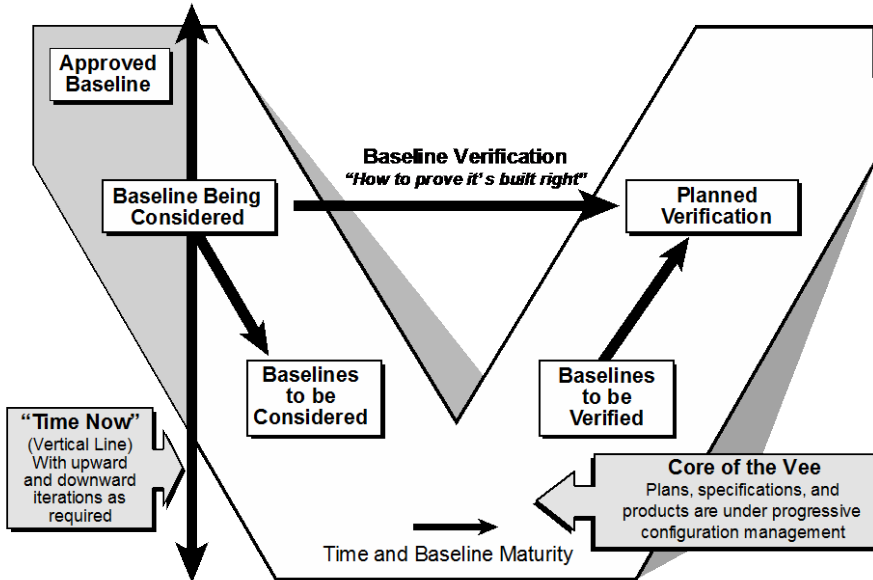 Approved
Baseline
Baseline Verification
“How to prove it’s built right”
Baseline Being
Considered
Planned
Verification
Baselines
to be
Considered
Baselines
to be
Verified
“Time Now”
(Vertical Line)
With upward
and downward
iterations as
required
Core of the Vee
Plans, specifications, and
products are under progressive
configuration management
Time and Baseline Maturity